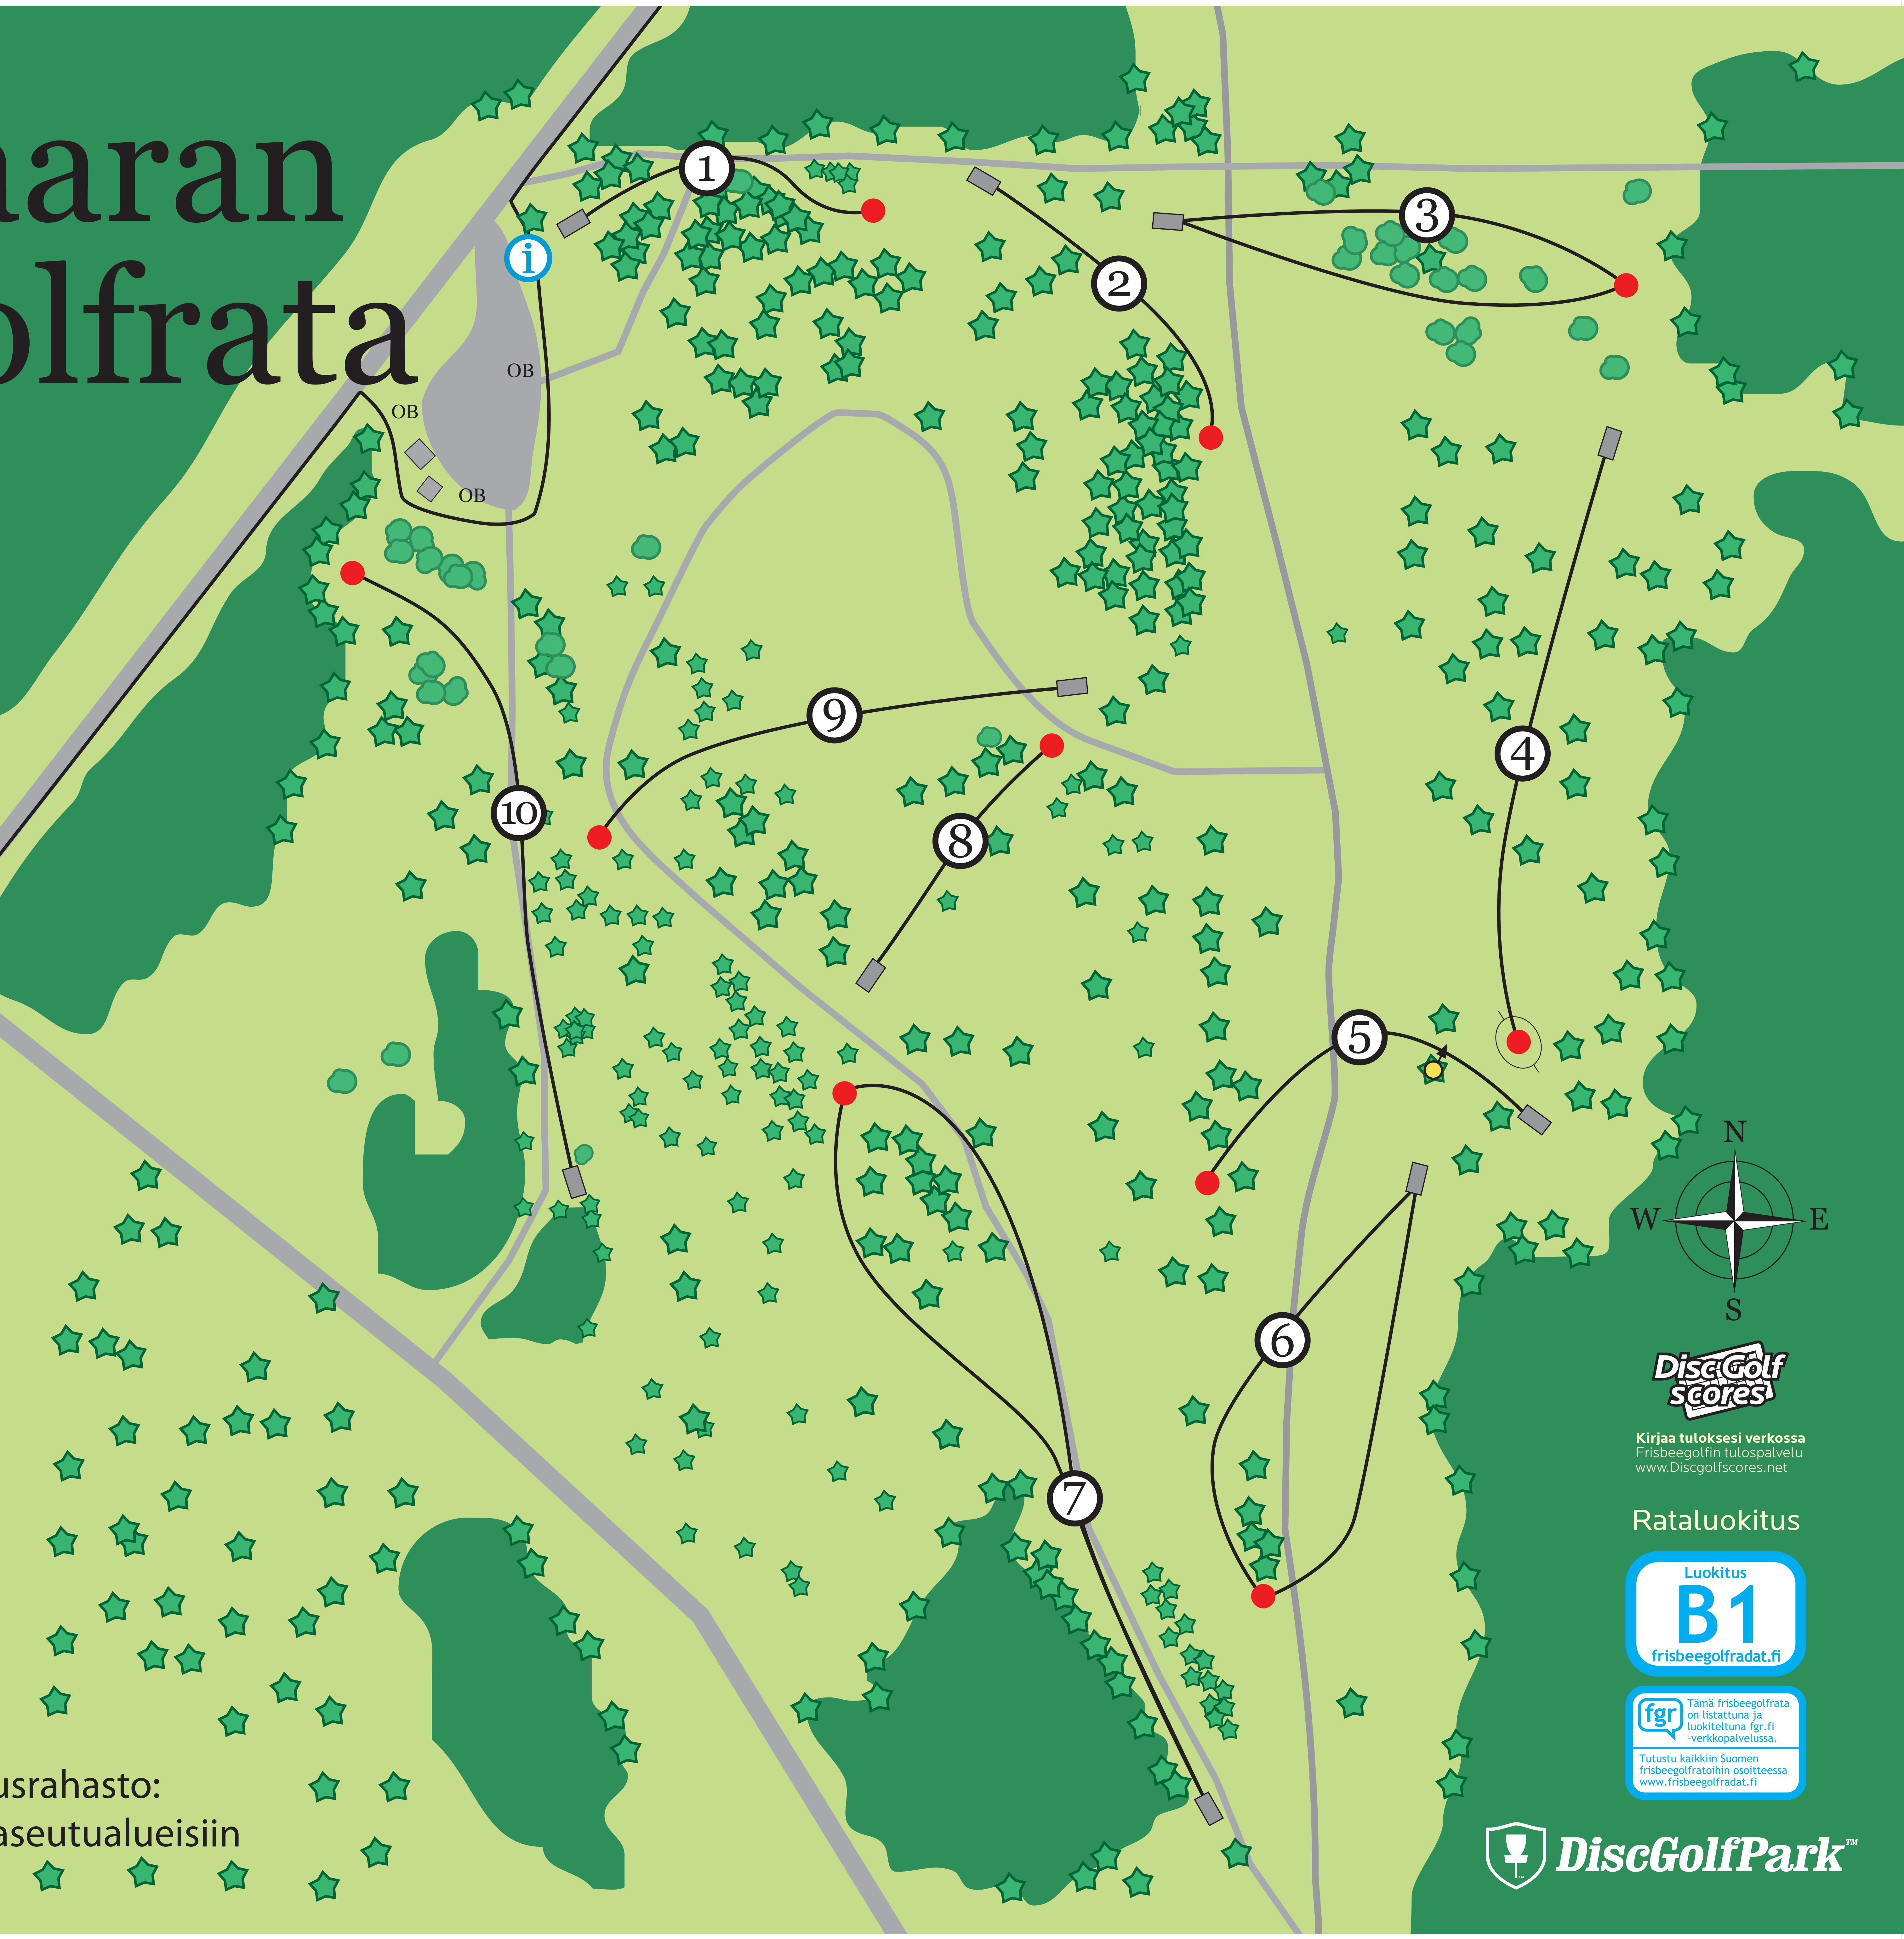 aran
olfrata
1
2
3
i
OB
OB
OB
9
4
10
8
5
N
W E
S
6
7
DiscGolf
scores
Kirjaa tuloksesi verkossa
Frisbeegolfin tulospalvelu
www.Discgolfscores.net
Rataluokitus
Luokitus
B1
frisbeegolfradat.fi
fgr
Tämä frisbeegolfrata
on listattuna ja
luokiteltuna fgr.fi
-verkkopalvelussa.
Tutustu kaikkiin Suomen
frisbeegolfratoihin osoitteessa
www.frisbeegolfradat.fi
usrahasto:
aseutualueisiin
DiscGolfPark™